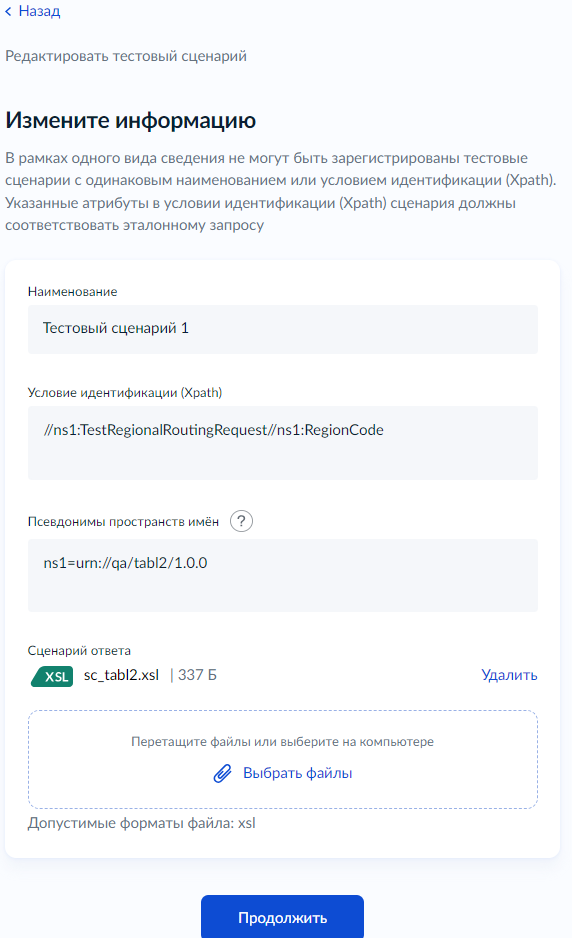 Назад
Редактировать тестовый сценарий
Измените информацию
В рамках одного вида сведения не могут быть зарегистрированы тестовые
сценарии с одинаковым наименованием или условием идентификации (Xpath).
Указанные атрибуты в условии идентификации (Xpath) сценария должны
соответствовать эталонному запросу
Наименование
Тестовый сценарий 1
Условие идентификации (Xpath)
//ns1:TestRegionalRoutingRequest//ns1:RegionCode
Псевдонимы пространств имён ?
ns1=urn://qa/tabl2/1.0.0
Сценарий ответа
XSL sc_tabl2.xsl | 337 Б Удалить
Перетащите файлы или выберите на компьютере
Выбрать файлы
Допустимые форматы файла: xsl
Продолжить